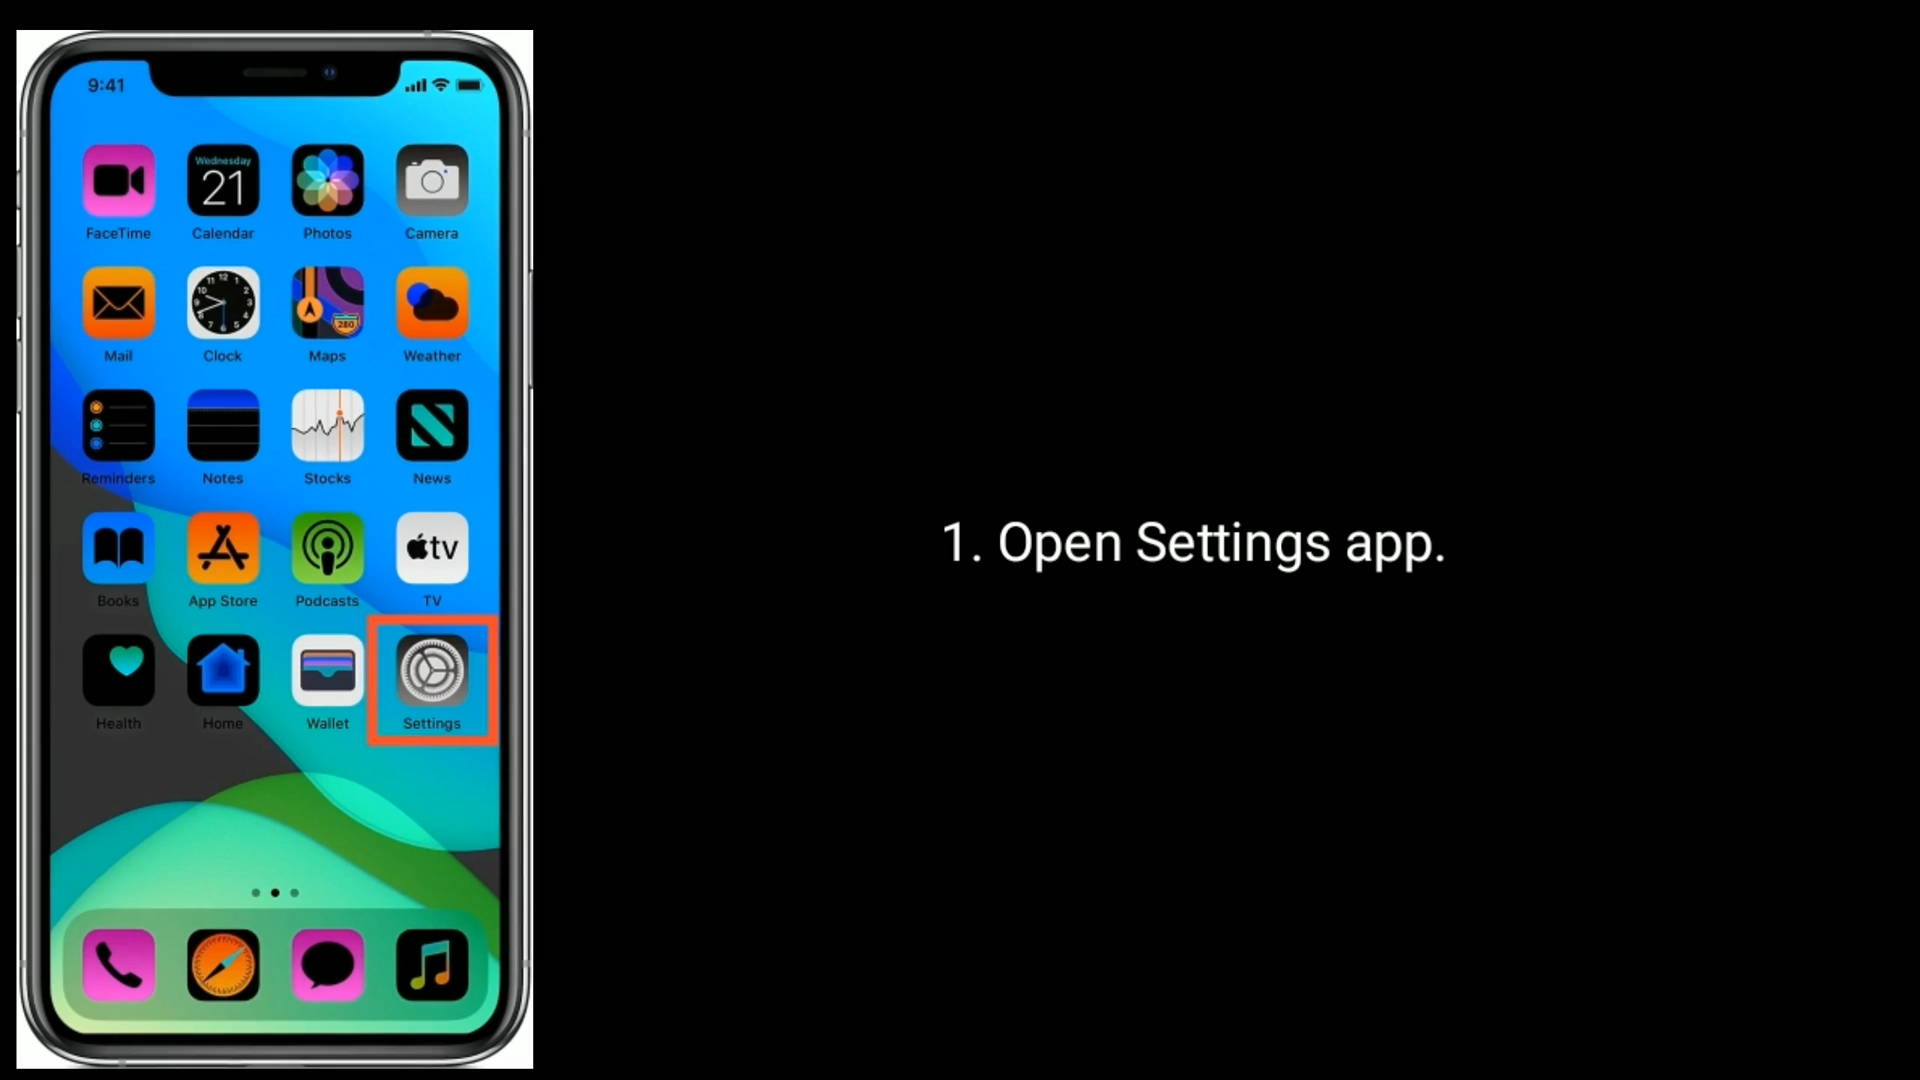 9:41
Wednesday
21
FaceTime
Calendar
Photos
Camera
280
Mail
Clock
Maps
Weather
Reminders
Notes
Stocks
News
tv
Books
App Store
Podcasts
TV
Health
Home
Wallet
Settings
1. Open Settings app.